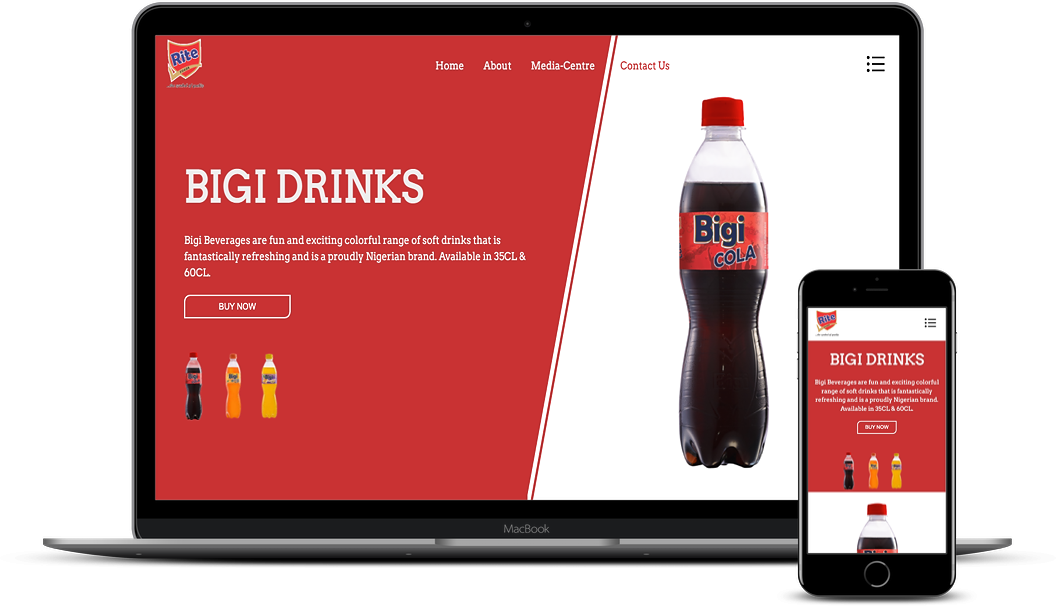 Rite
Home About Media-Centre Contact Us
BIGI DRINKS
Bigi Beverages are fun and exciting colorful range of soft drinks that is
fantastically refreshing and is a proudly Nigerian brand. Available in 35CL &
60CL.
BUY NOW
Bigi
COLA
MacBook
Rite
BIGI DRINKS
Bigi Beverages are fun and exciting colorful
range of soft drinks that is fantastically
refreshing and is a proudly Nigerian brand.
Available in 35CL & 60CL.
BUY NOW